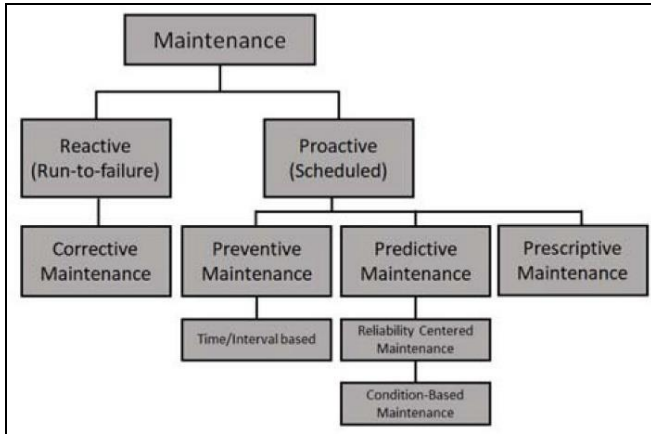 Maintenance
Reactive
(Run-to-failure)
Proactive
(Scheduled)
Corrective
Maintenance
Preventive
Maintenance
Predictive
Maintenance
Prescriptive
Maintenance
Time/Interval based
Reliability Centered
Maintenance
Condition-Based
Maintenance